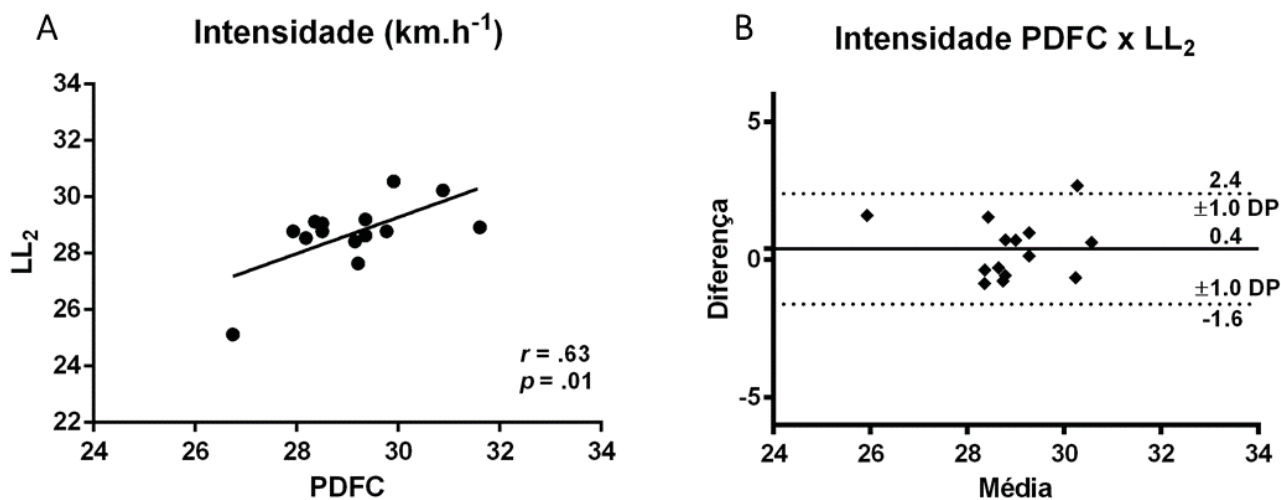 A
Intensidade (km.h⁻¹)
34
32
30
28
26
24
22
LL₂
r = .63
p = .01
24
26
28
30
32
34
PDFC
B
Intensidade PDFC x LL₂
5
0
-5
Diferença
2.4
±1.0 DP
0.4
±1.0 DP
-1.6
24
26
28
30
32
34
Média